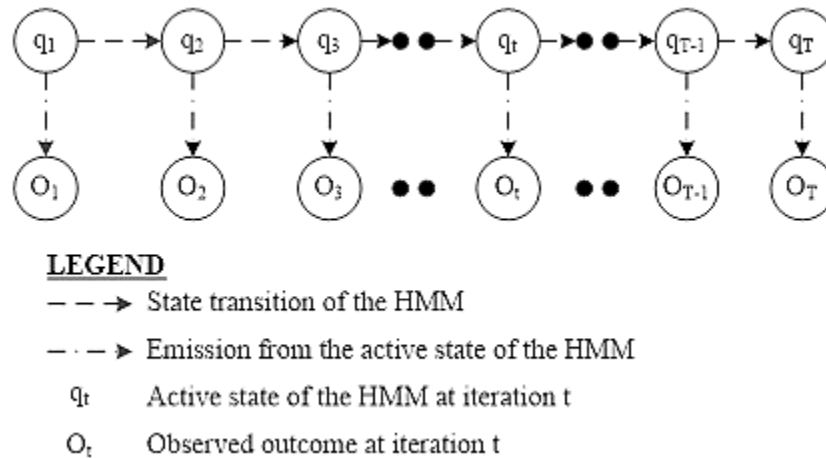 q1 q2 q3 qt qT-1 qT
O1 O2 O3 Ot OT-1 OT
LEGEND
State transition of the HMM
Emission from the active state of the HMM
qt Active state of the HMM at iteration t
Ot Observed outcome at iteration t